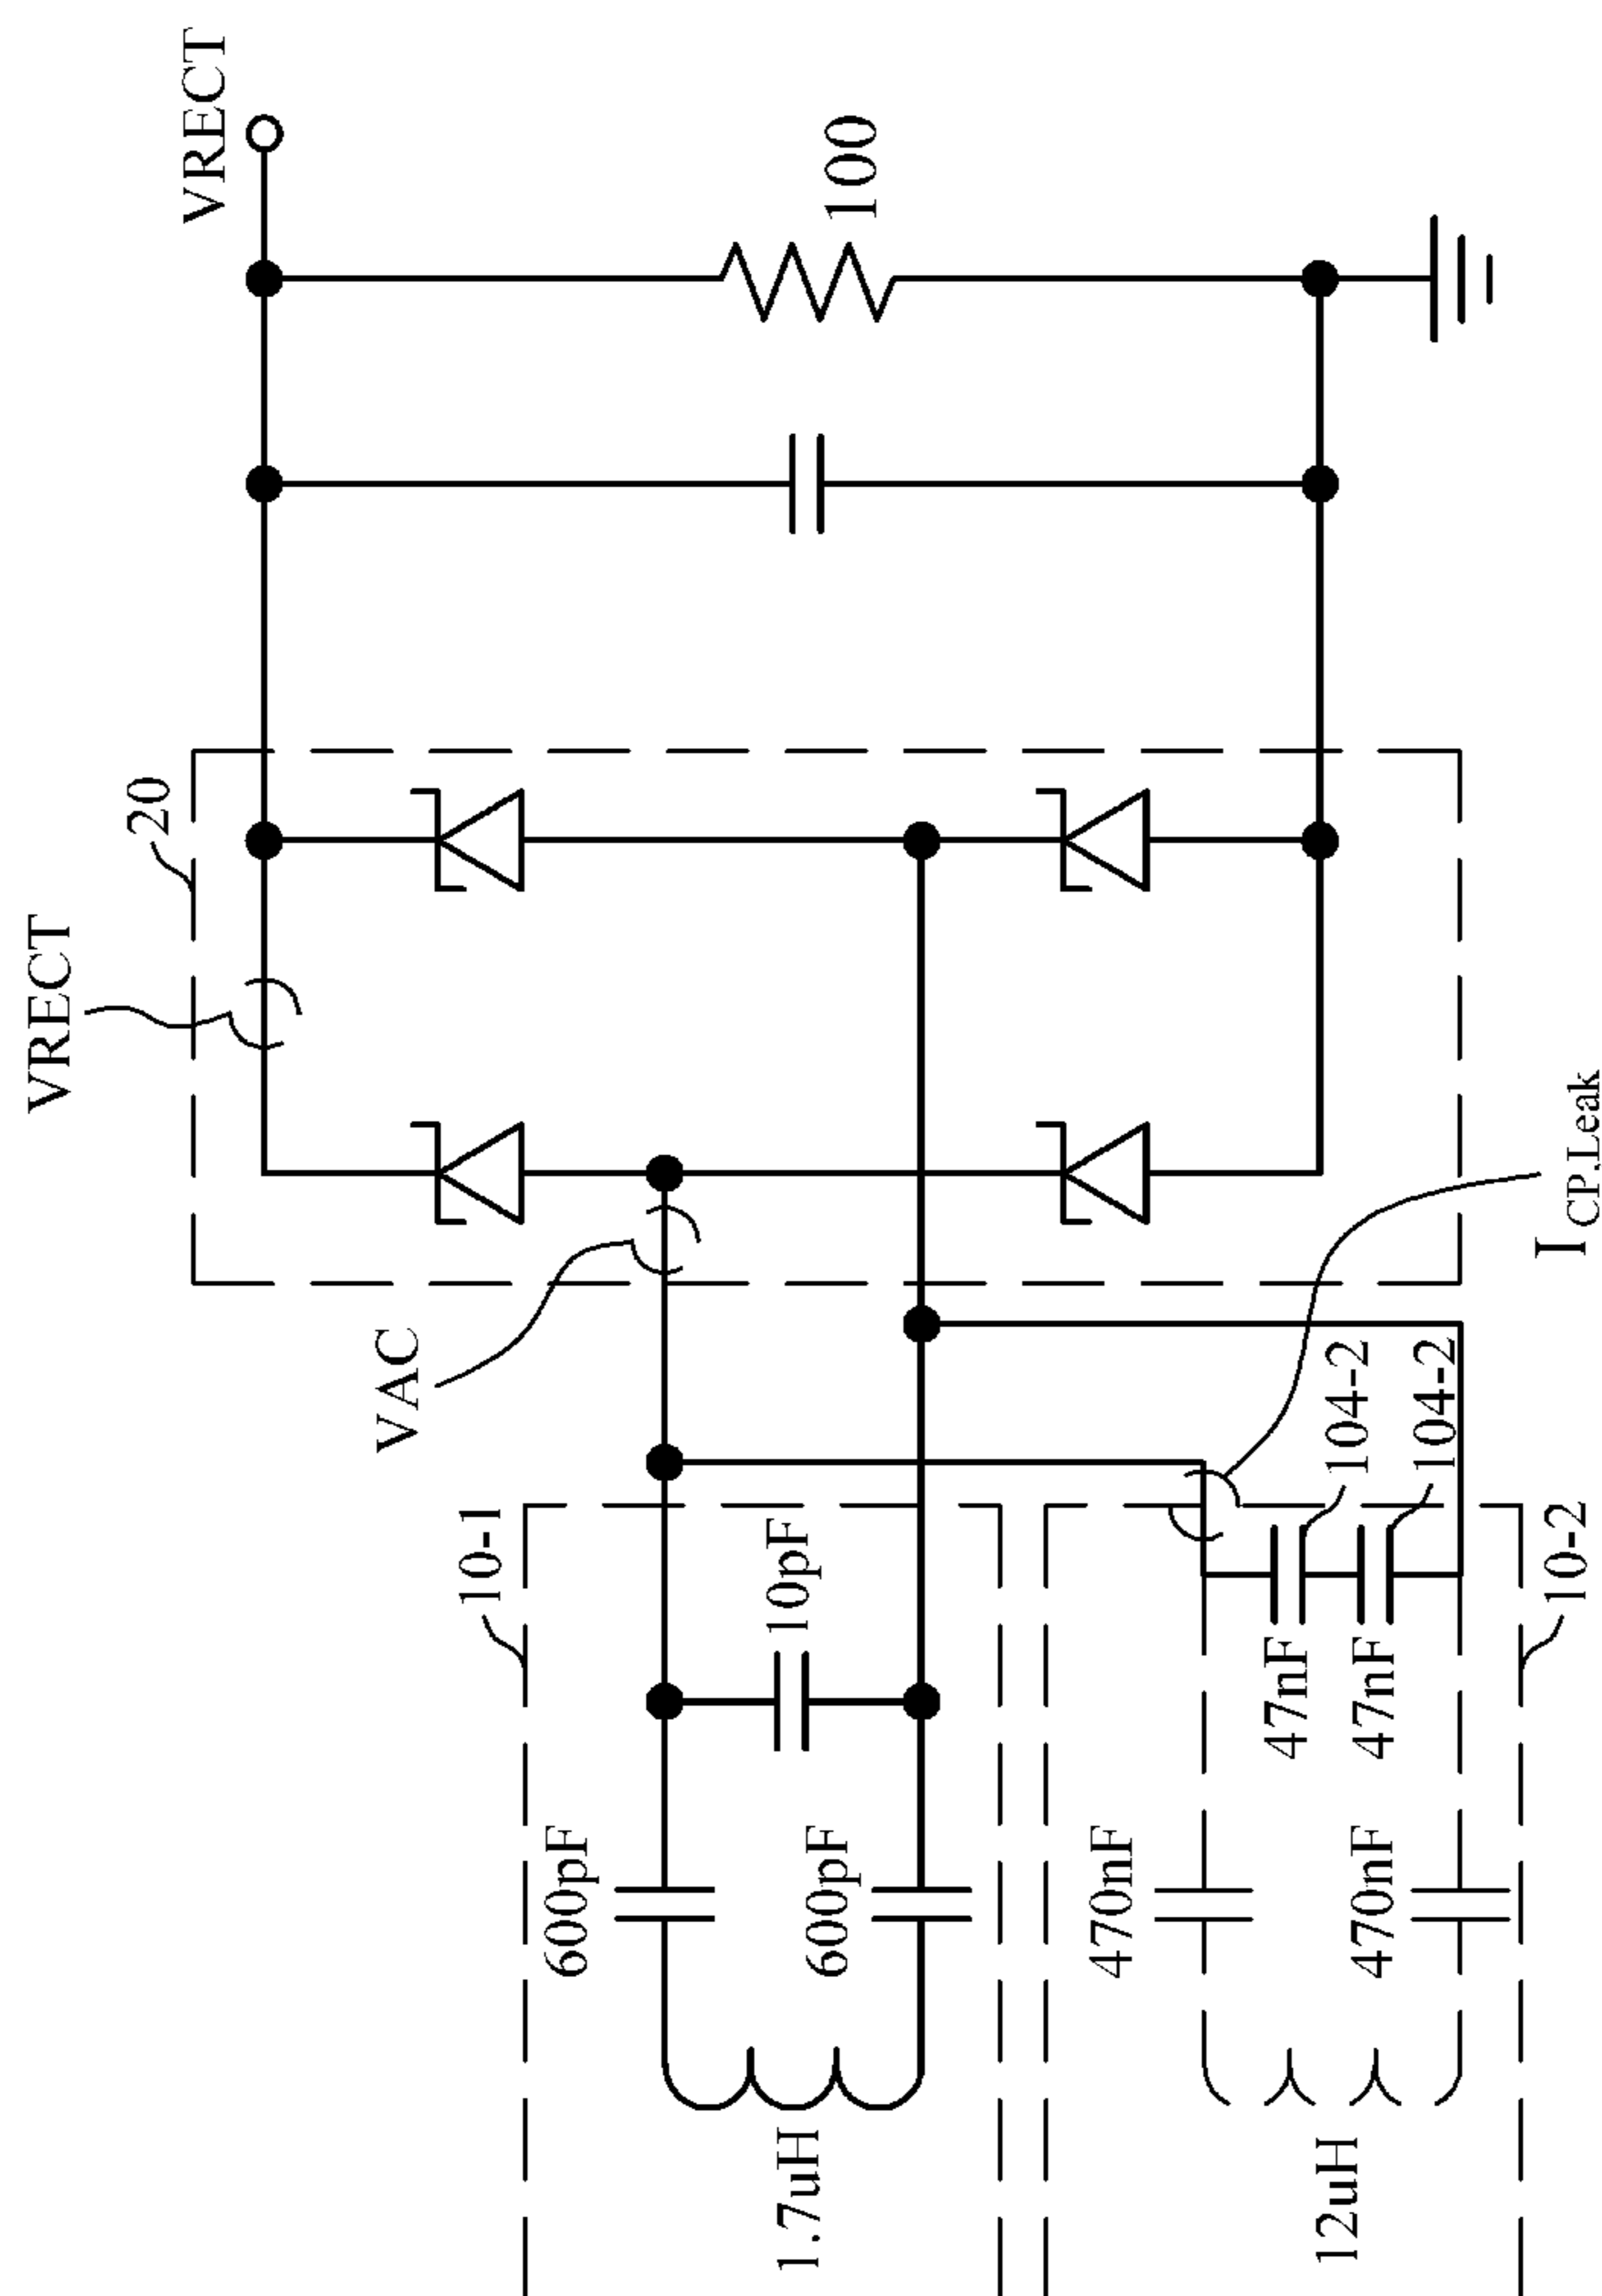 VRECT
100
20
VRECT
VAC
I CP,Leak
104-2
104-2
10-1
10pF
10-2
47nF
47nF
600pF
600pF
470nF
470nF
1.7uH
12uH